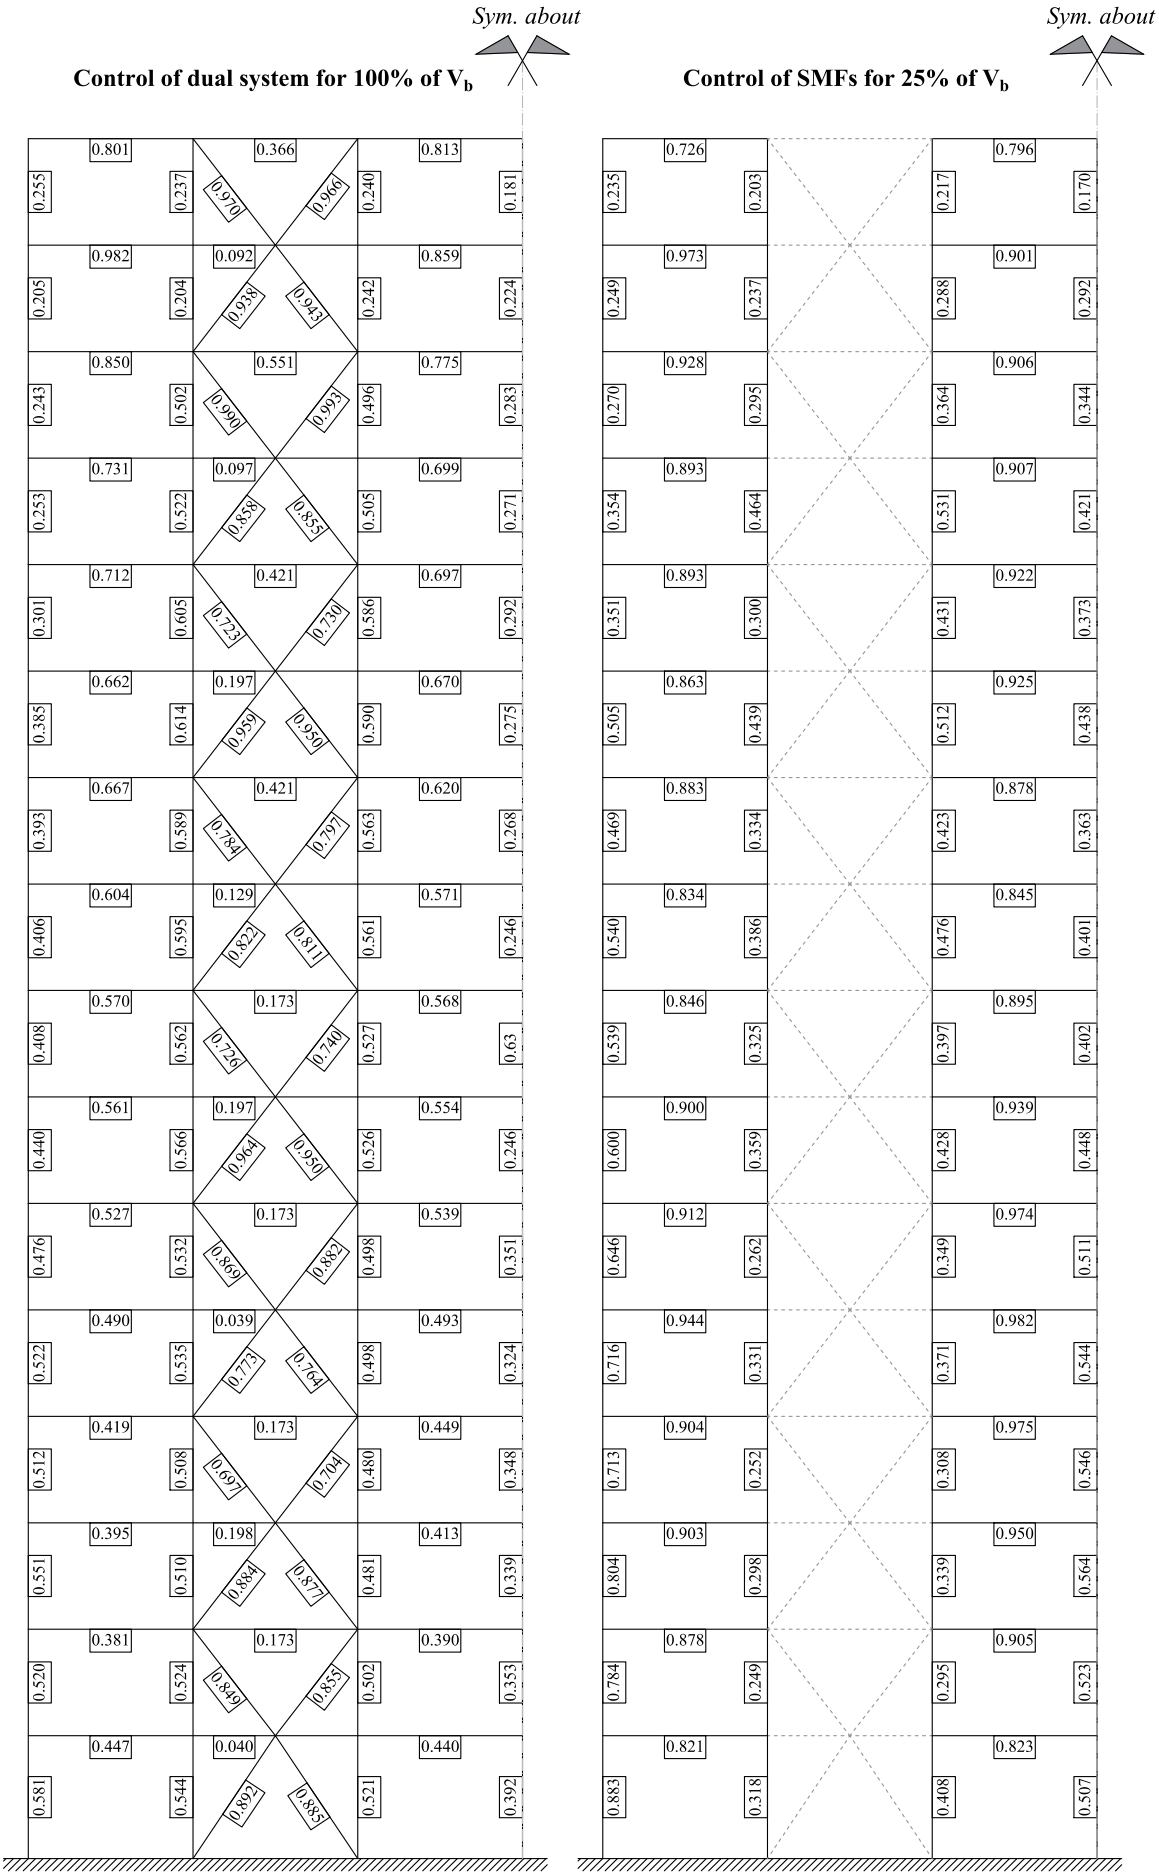 Sym. about Sym. about
Control of dual system for 100% of Vb Control of SMFs for 25% of Vb
0.801 0.366 0.813 0.726 0.796
0.255 0.237 0.970 0.966 0.240 0.181 0.235 0.203 0.217 0.170
0.982 0.092 0.859 0.973 0.901
0.205 0.204 0.938 0.943 0.242 0.224 0.249 0.237 0.288 0.292
0.850 0.551 0.775 0.928 0.906
0.243 0.502 0.990 0.993 0.496 0.283 0.270 0.295 0.364 0.344
0.731 0.097 0.699 0.893 0.907
0.253 0.522 0.858 0.855 0.505 0.271 0.354 0.464 0.531 0.421
0.712 0.421 0.697 0.893 0.922
0.301 0.605 0.723 0.730 0.586 0.292 0.351 0.300 0.431 0.373
0.662 0.197 0.670 0.863 0.925
0.385 0.614 0.959 0.950 0.590 0.275 0.505 0.439 0.512 0.438
0.667 0.421 0.620 0.883 0.878
0.393 0.589 0.784 0.797 0.563 0.268 0.469 0.334 0.423 0.363
0.604 0.129 0.571 0.834 0.845
0.406 0.595 0.822 0.811 0.561 0.246 0.540 0.386 0.476 0.401
0.570 0.173 0.568 0.846 0.895
0.408 0.562 0.726 0.740 0.527 0.63 0.539 0.325 0.397 0.402
0.561 0.197 0.554 0.900 0.939
0.440 0.566 0.964 0.950 0.526 0.246 0.600 0.359 0.428 0.448
0.527 0.173 0.539 0.912 0.974
0.476 0.532 0.869 0.882 0.498 0.351 0.646 0.262 0.349 0.511
0.490 0.039 0.493 0.944 0.982
0.522 0.535 0.773 0.764 0.498 0.324 0.716 0.331 0.371 0.544
0.419 0.173 0.449 0.904 0.975
0.512 0.508 0.697 0.704 0.480 0.348 0.713 0.252 0.308 0.546
0.395 0.198 0.413 0.903 0.950
0.551 0.510 0.884 0.877 0.481 0.339 0.804 0.298 0.339 0.564
0.381 0.173 0.390 0.878 0.905
0.520 0.524 0.849 0.855 0.502 0.353 0.784 0.249 0.295 0.523
0.447 0.040 0.440 0.821 0.823
0.581 0.544 0.892 0.885 0.521 0.392 0.883 0.318 0.408 0.507